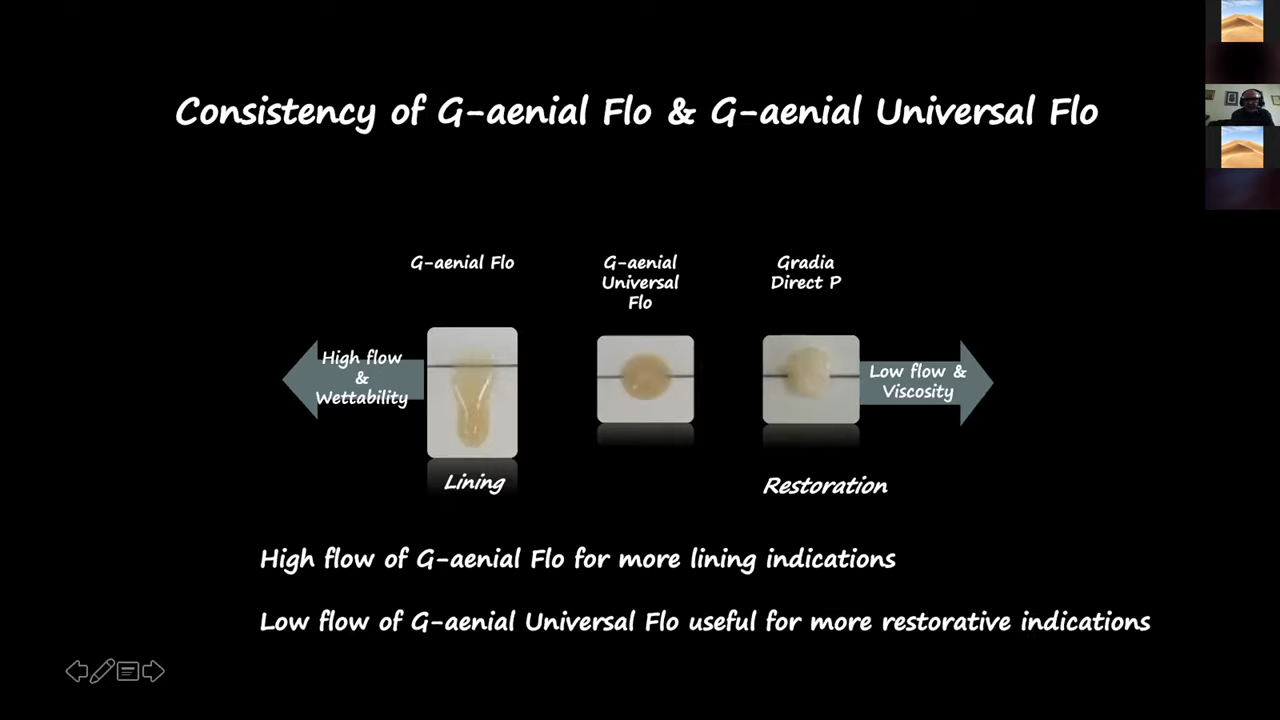 Consistency of G-aenial Flo & G-aenial Universal Flo
G-aenial Flo
G-aenial
Universal
Flo
Gradia
Direct P
High flow
&
Wettability
Low flow &
Viscosity
Lining
Restoration
High flow of G-aenial Flo for more lining indications
Low flow of G-aenial Universal Flo useful for more restorative indications